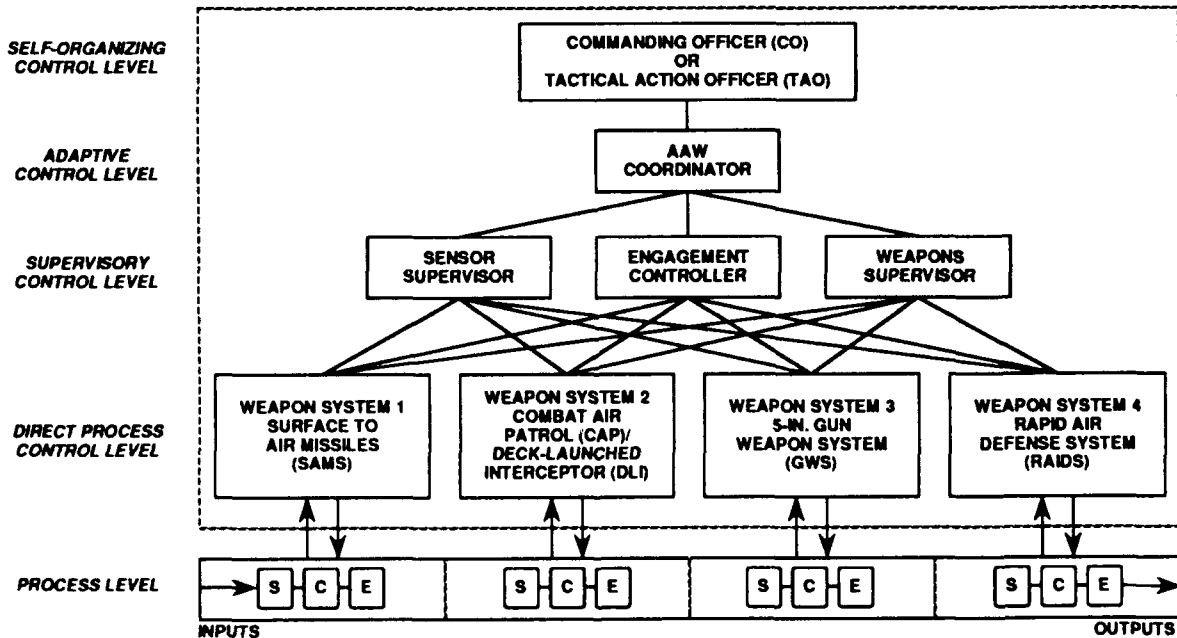 SELF-ORGANIZING
CONTROL LEVEL
COMMANDING OFFICER (CO)
OR
TACTICAL ACTION OFFICER (TAO)
ADAPTIVE
CONTROL LEVEL
AAW
COORDINATOR
SUPERVISORY
CONTROL LEVEL
SENSOR
SUPERVISOR
ENGAGEMENT
CONTROLLER
WEAPONS
SUPERVISOR
DIRECT PROCESS
CONTROL LEVEL
WEAPON SYSTEM 1
SURFACE TO
AIR MISSILES
(SAMS)
WEAPON SYSTEM 2
COMBAT AIR
PATROL (CAP)/
DECK-LAUNCHED
INTERCEPTOR (DLI)
WEAPON SYSTEM 3
5-IN. GUN
WEAPON SYSTEM
(GWS)
WEAPON SYSTEM 4
RAPID AIR
DEFENSE SYSTEM
(RAIDS)
PROCESS LEVEL
S C E
S C E
S C E
S C E
INPUTS
OUTPUTS